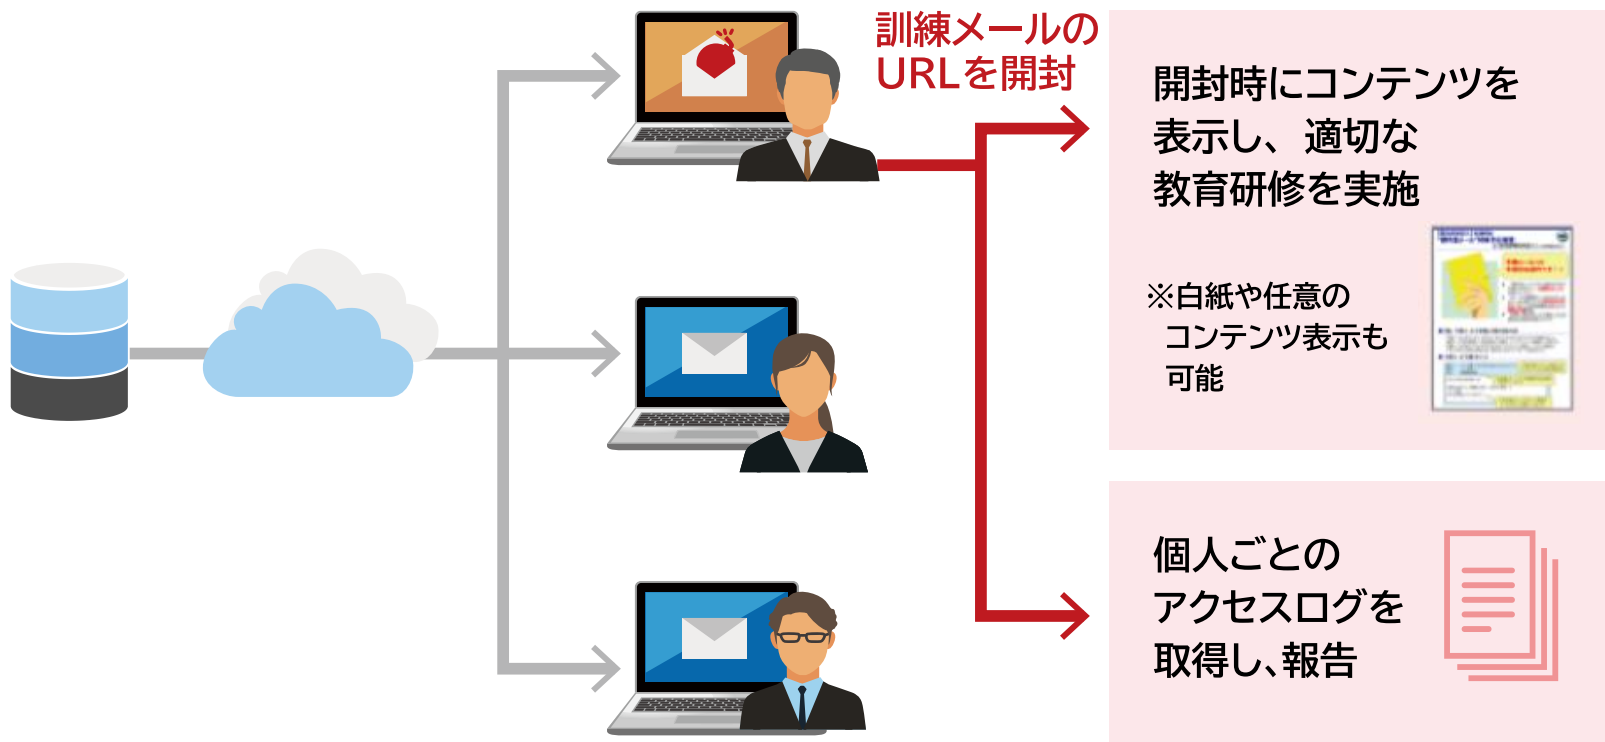 訓練メールの
URLを開封
開封時にコンテンツを
表示し、適切な
教育研修を実施
※白紙や任意の
コンテンツ表示も
可能
個人ごとの
アクセスログを
取得し、報告